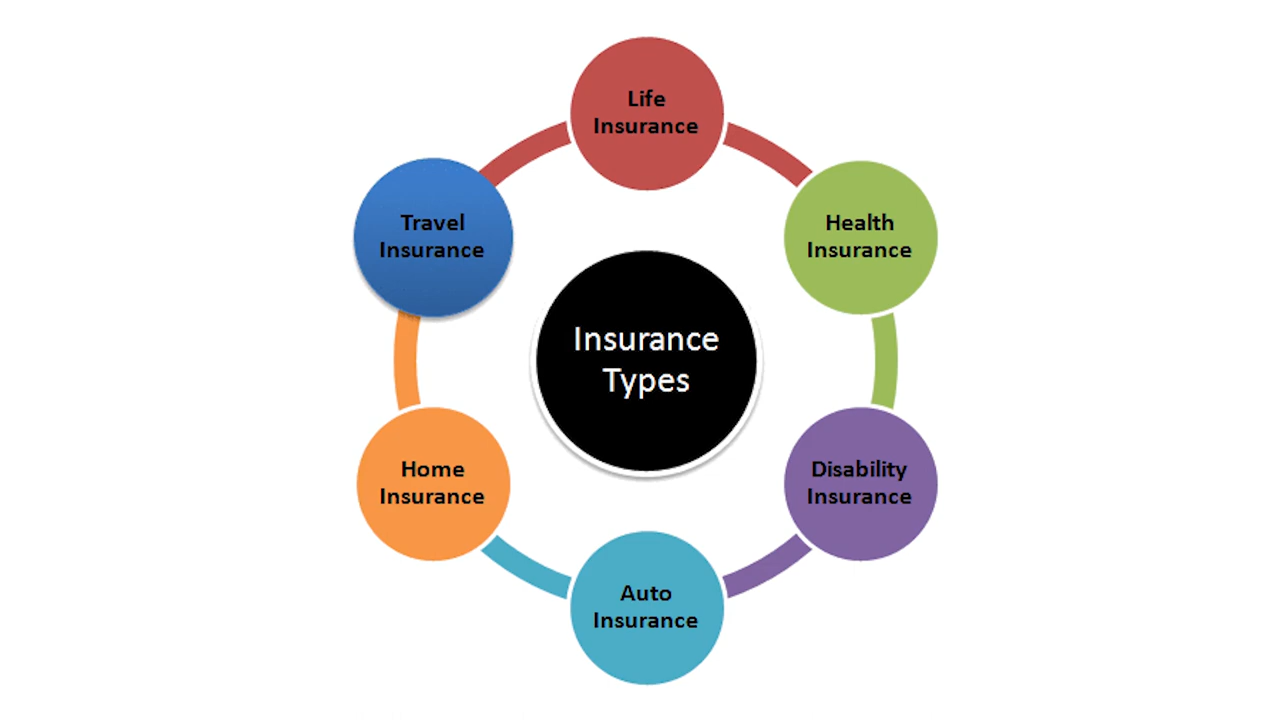 Life
Insurance
Travel
Insurance
Health
Insurance
Insurance
Types
Home
Insurance
Disability
Insurance
Auto
Insurance